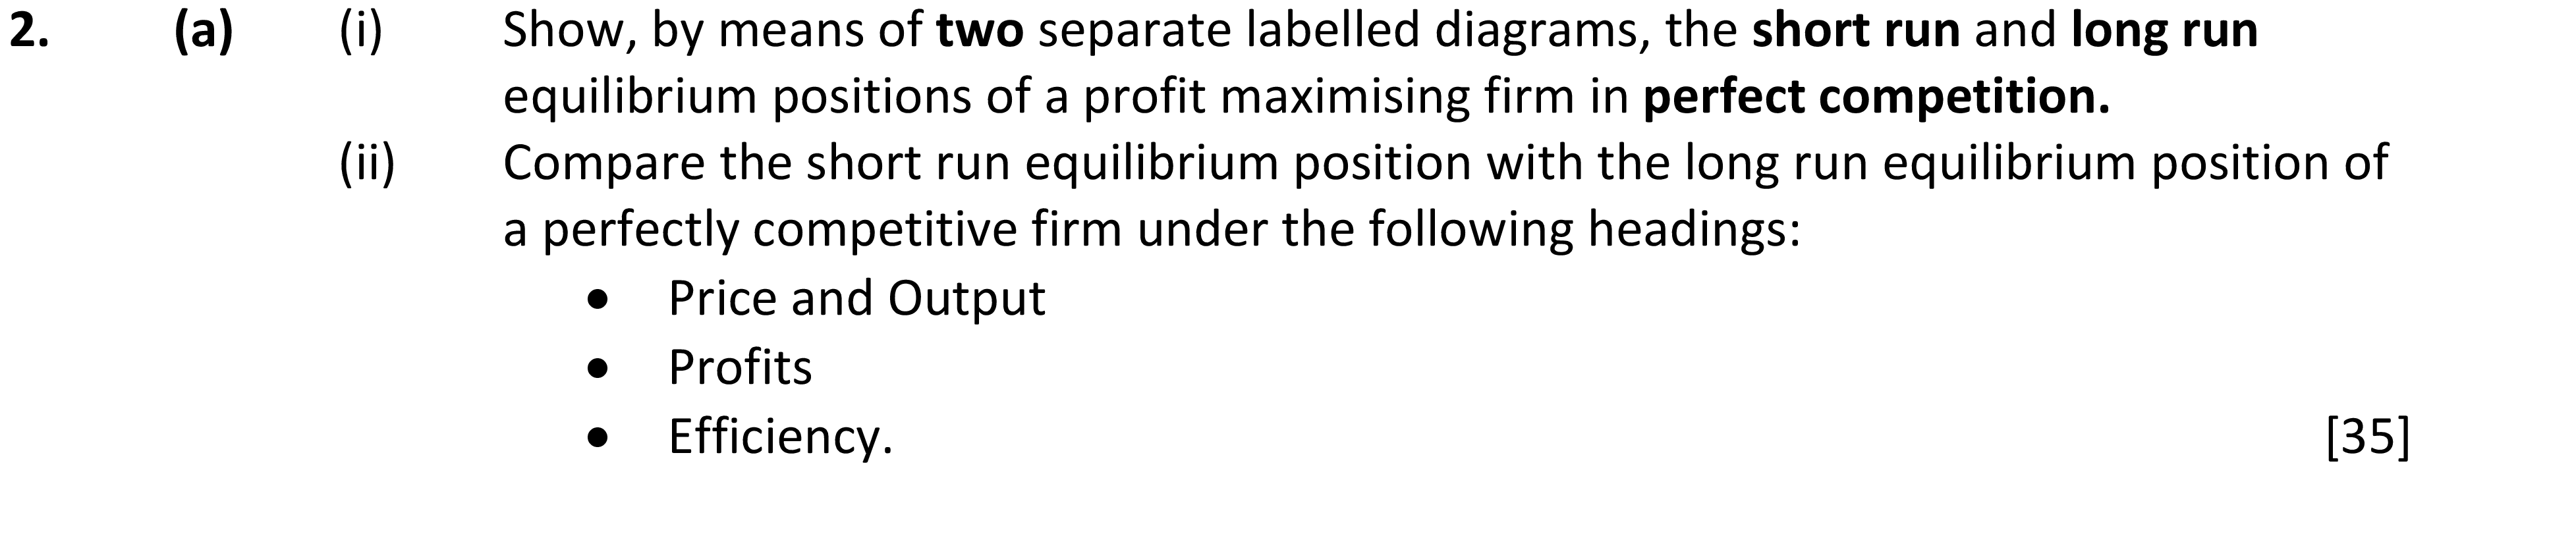 2. (a) (i) Show, by means of two separate labelled diagrams, the short run and long run
equilibrium positions of a profit maximising firm in perfect competition.
(ii) Compare the short run equilibrium position with the long run equilibrium position of
a perfectly competitive firm under the following headings:
• Price and Output
• Profits
• Efficiency. [35]